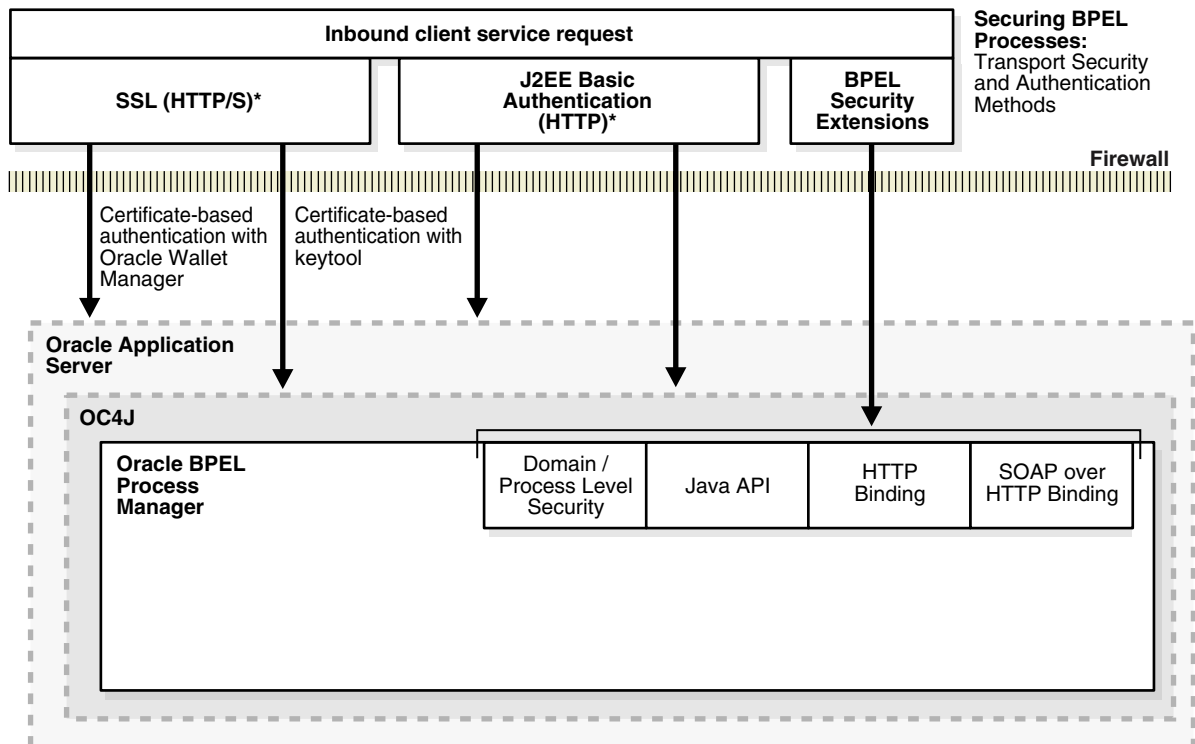 Inbound client service request
Securing BPEL
Processes:
Transport Security
and Authentication
Methods
SSL (HTTP/S)*
J2EE Basic
Authentication
(HTTP)*
BPEL
Security
Extensions
Firewall
Certificate-based
authentication with
Oracle Wallet
Manager
Certificate-based
authentication with
keytool
Oracle Application
Server
OC4J
Oracle BPEL
Process
Manager
Domain /
Process Level
Security
Java API
HTTP
Binding
SOAP over
HTTP Binding